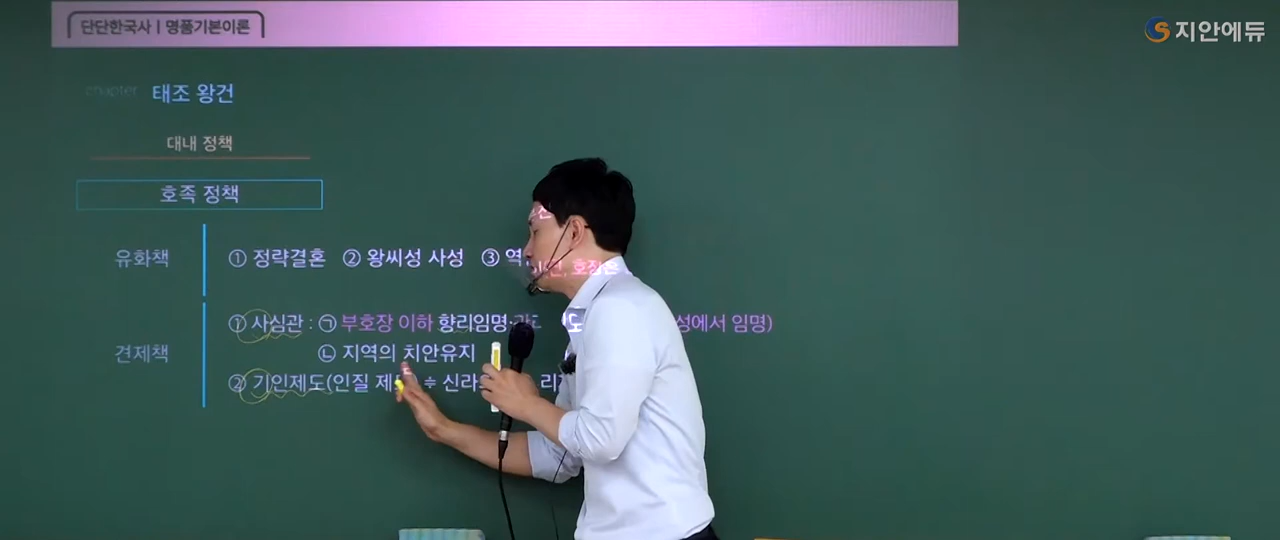 단단한국사 | 명품기본이론
지안에듀
chapter 태조 왕건
대내 정책
호족 정책
유화책
① 정략결혼 ② 왕씨성 사성 ③ 역
호장은
견제책
① 사심관 : ㉠ 부호장 이하 향리임명· 성에서 임명)
㉡ 지역의 치안유지
② 기인제도(인질 제 ≑ 신라 리